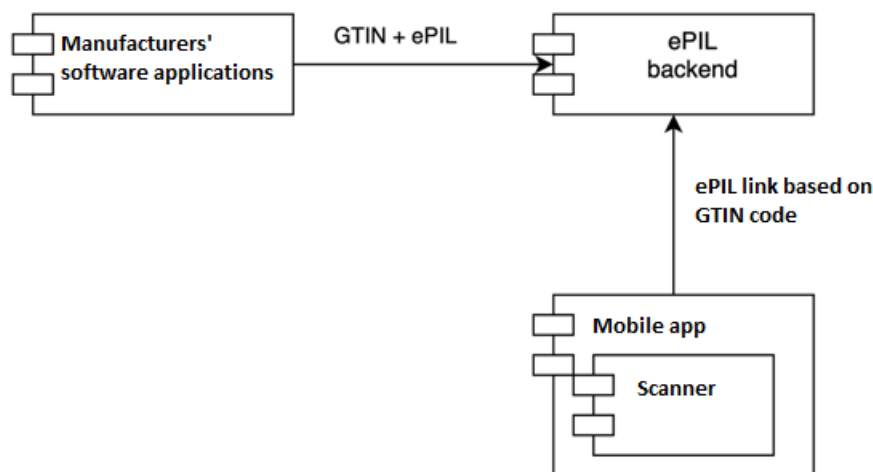 Manufacturers'
software applications
GTIN + ePIL
ePIL
backend
ePIL link based on
GTIN code
Mobile app
Scanner